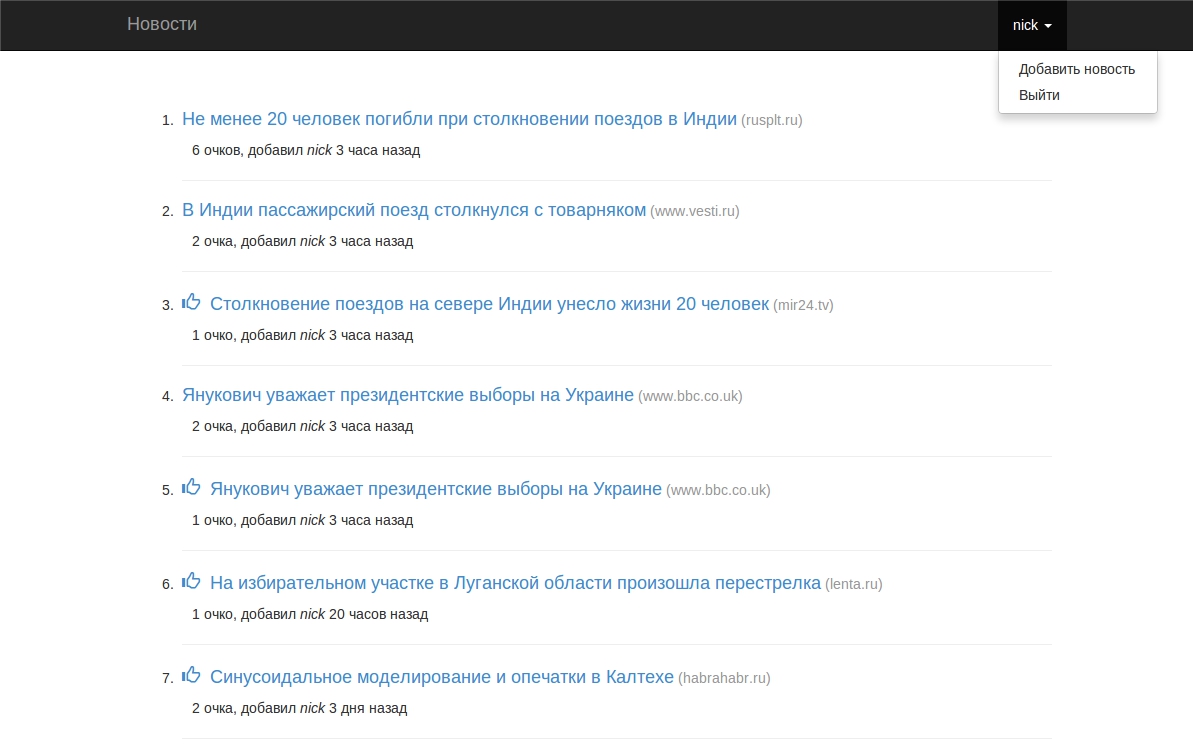 Новости
nick
Добавить новость
Выйти
1. Не менее 20 человек погибли при столкновении поездов в Индии (rusplt.ru)
6 очков, добавил nick 3 часа назад
2. В Индии пассажирский поезд столкнулся с товарняком (www.vesti.ru)
2 очка, добавил nick 3 часа назад
3. Столкновение поездов на севере Индии унесло жизни 20 человек (mir24.tv)
1 очко, добавил nick 3 часа назад
4. Янукович уважает президентские выборы на Украине (www.bbc.co.uk)
2 очка, добавил nick 3 часа назад
5. Янукович уважает президентские выборы на Украине (www.bbc.co.uk)
1 очко, добавил nick 3 часа назад
6. На избирательном участке в Луганской области произошла перестрелка (lenta.ru)
1 очко, добавил nick 20 часов назад
7. Синусоидальное моделирование и опечатки в Калтехе (habrahabr.ru)
2 очка, добавил nick 3 дня назад